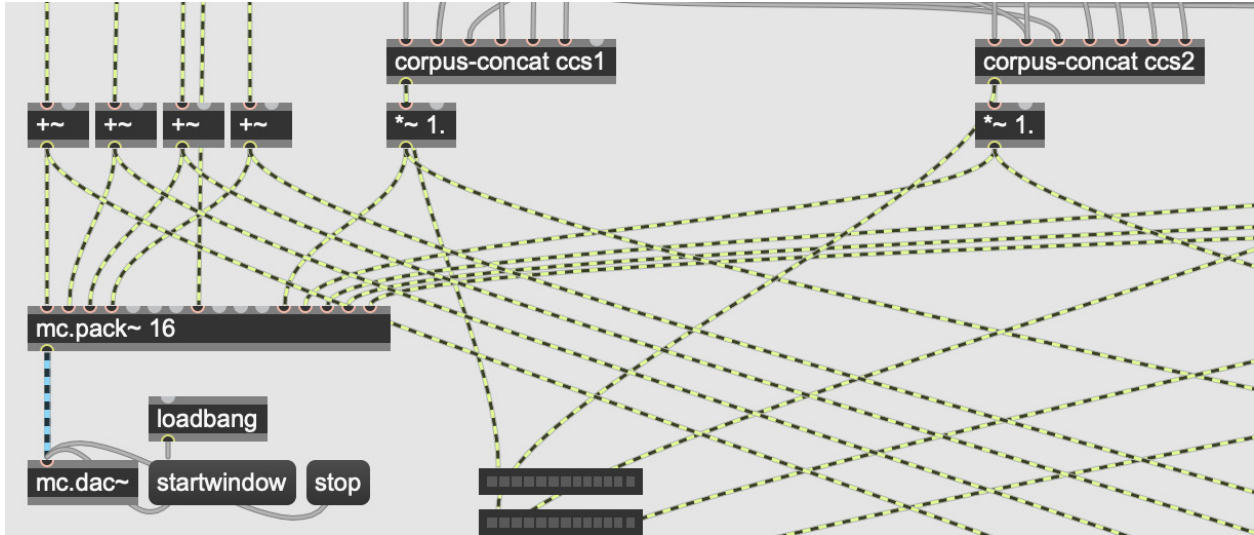 corpus-concat ccs1
corpus-concat ccs2
+~
+~
+~
+~
*~ 1.
*~ 1.
mc.pack~ 16
loadbang
mc.dac~
startwindow
stop